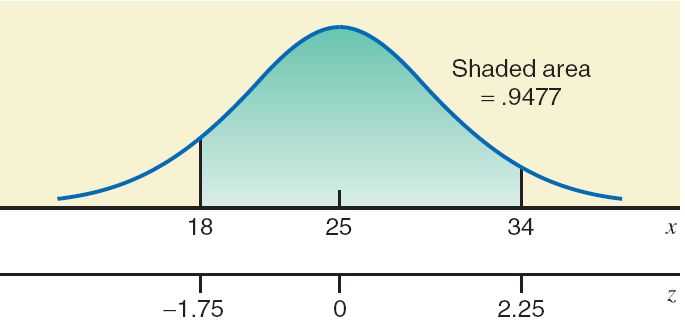 Shaded area
= .9477
18 25 34 x
–1.75 0 2.25 z